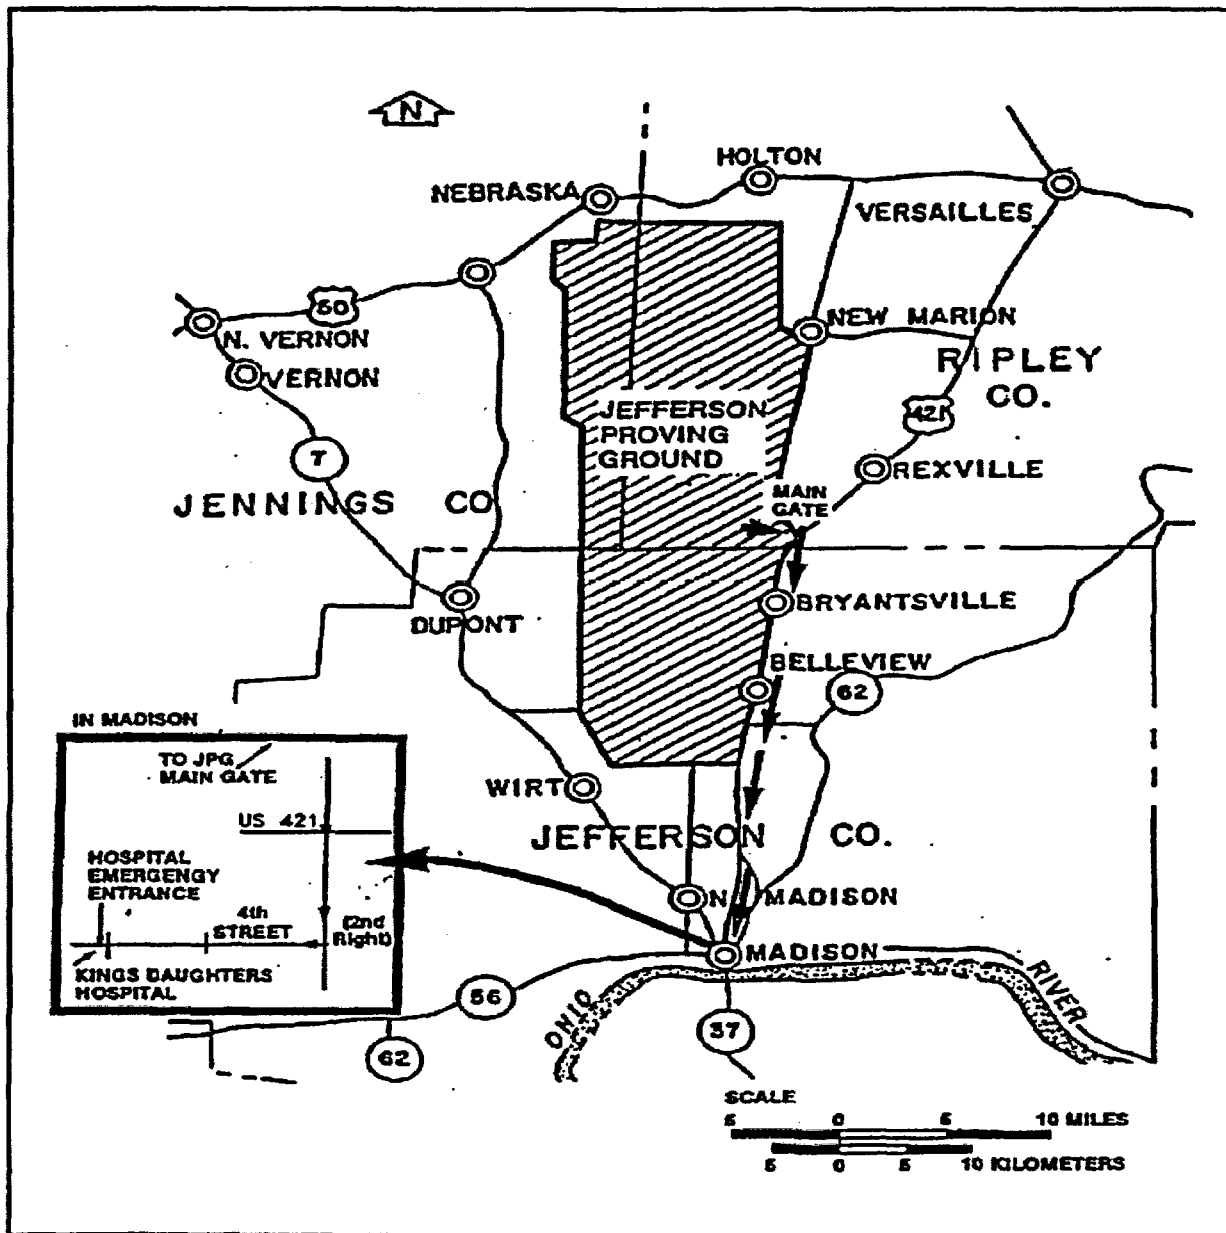 N
HOLTON
NEBRASKA
VERSAILLES
50
N. VERNON
NEW MARION
VERNON
RIPLEY
CO.
JEFFERSON
PROVING
GROUND
421
7
REXVILLE
MAIN
GATE
JENNINGS CO
BRYANTSVILLE
DUPONT
BELLEVIEW
62
IN MADISON
TO JPG
MAIN GATE
US 421
HOSPITAL
EMERGENCY
ENTRANCE
4th
STREET
(2nd
Right)
KINGS DAUGHTERS
HOSPITAL
WIRT
JEFFERSON CO.
N MADISON
MADISON
56
OHIO
RIVER
37
62
SCALE
5 0 5 10 MILES
5 0 5 10 KILOMETERS